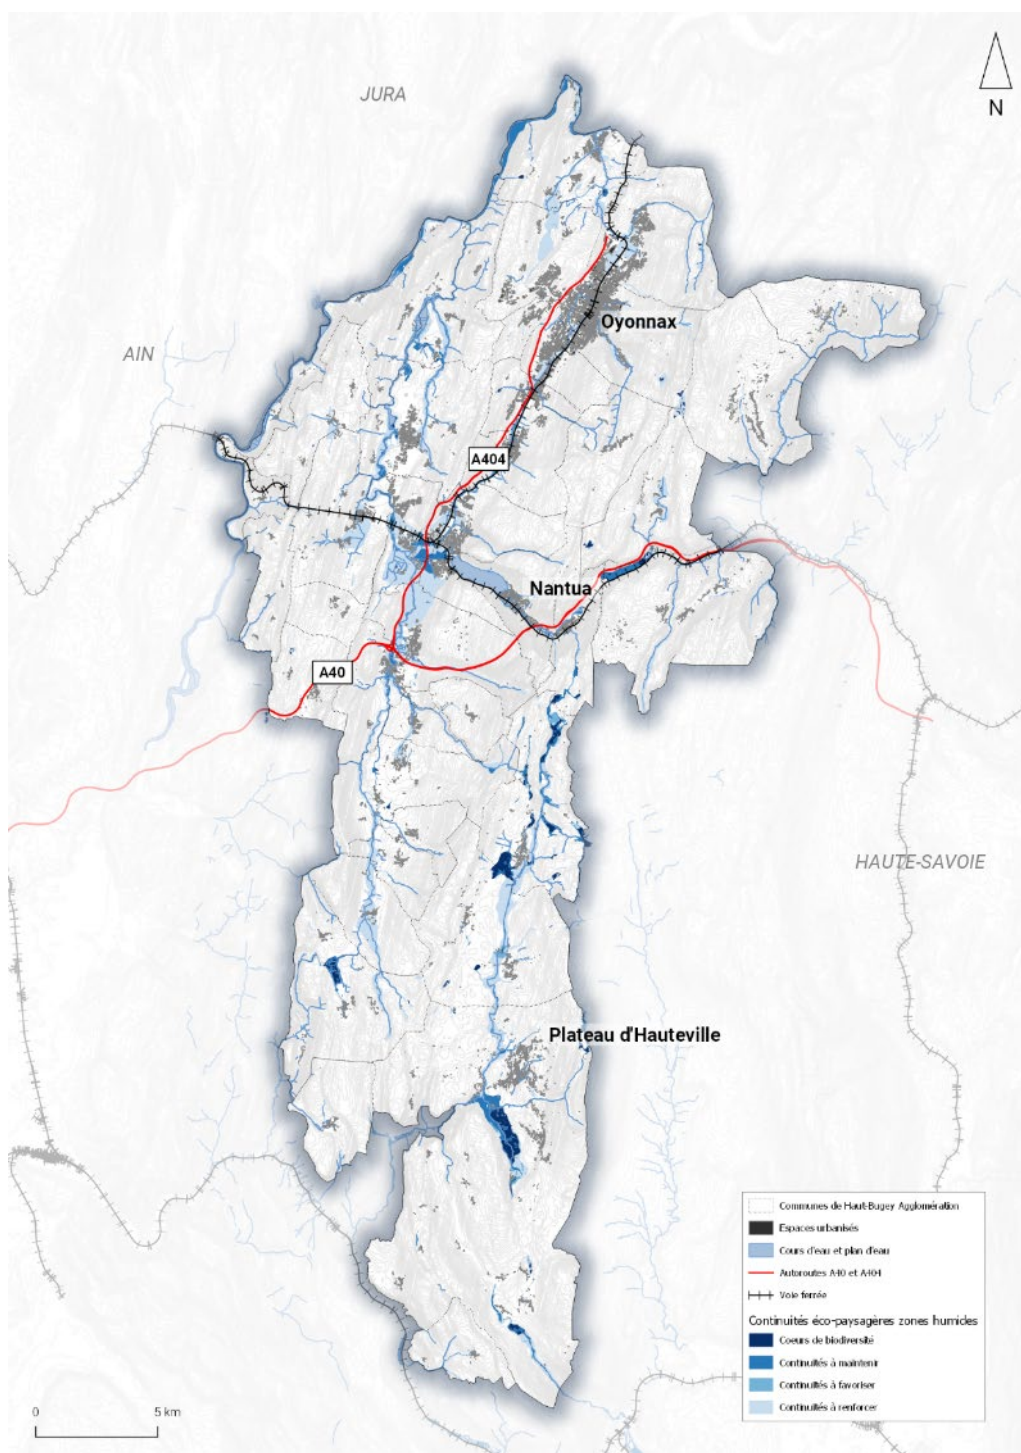 JURA
N
Oyonnax
AIN
A404
Nantua
A40
HAUTE-SAVOIE
Plateau d'Hauteville
Communes de Haut-Bugey Agglomération
Espaces urbanisés
Cours d'eau et plan d'eau
Autoroutes A40 et A404
Voie ferrée
Continuités éco-paysagères zones humides
Coeurs de biodiversité
Continuités à maintenir
Continuités à favoriser
Continuités à renforcer
0 5 km